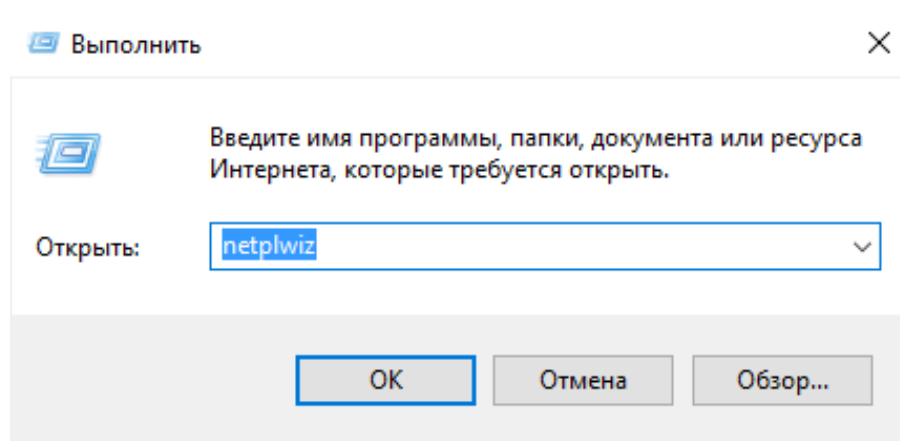 Выполнить
Введите имя программы, папки, документа или ресурса
Интернета, которые требуется открыть.
Открыть: netplwiz
OK Отмена Обзор...